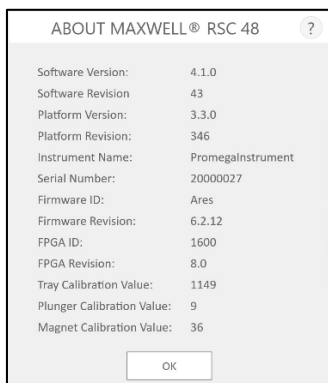 ABOUT MAXWELL® RSC 48 ?
Software Version: 4.1.0
Software Revision 43
Platform Version: 3.3.0
Platform Revision: 346
Instrument Name: PromegaInstrument
Serial Number: 20000027
Firmware ID: Ares
Firmware Revision: 6.2.12
FPGA ID: 1600
FPGA Revision: 8.0
Tray Calibration Value: 1149
Plunger Calibration Value: 9
Magnet Calibration Value: 36
OK